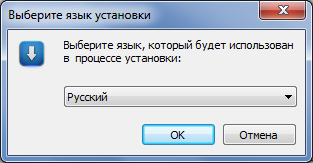 Выберите язык установки
Выберите язык, который будет использован
в процессе установки:
Русский
OK
Отмена